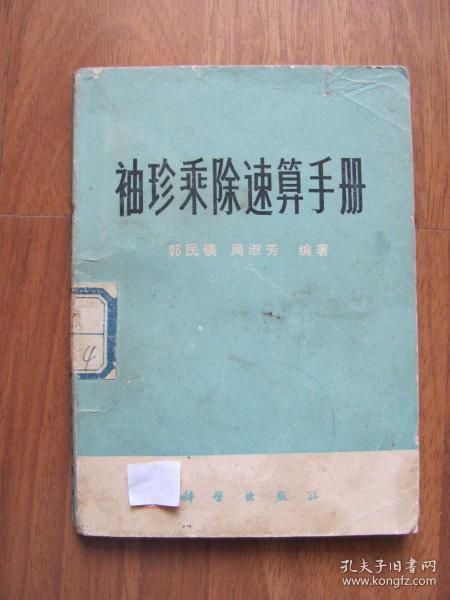 袖珍乘除速算手册
郭民 周淑芳 编著
4
科学出版社
孔夫子旧书网
www.kongfz.com